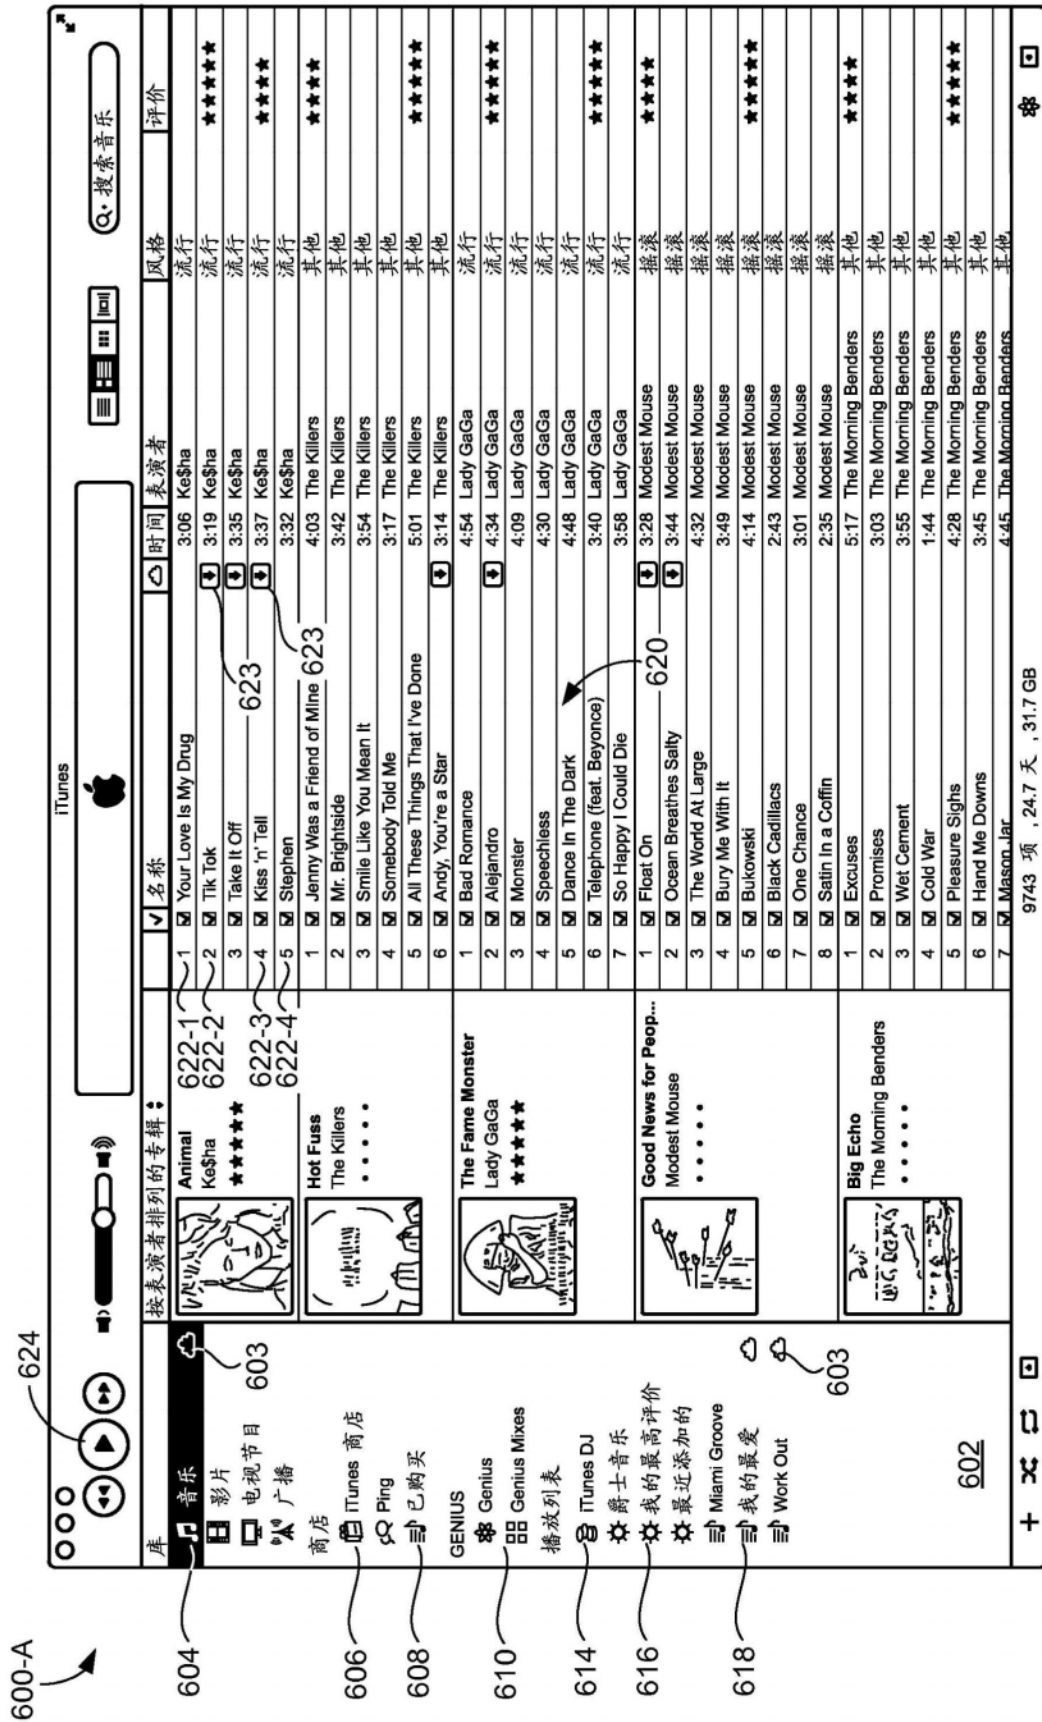 600-A
624
iTunes
搜索音乐
库
按表演者排列的专辑
名称
时间
表演者
风格
评价
604
音乐
603
影片
电视节目
广播
商店
606
iTunes 商店
Ping
608
已购买
GENIUS
Genius
610
Genius Mixes
播放列表
614
iTunes DJ
爵士音乐
616
我的最高评价
最近添加的
Miami Groove
618
我的最爱
Work Out
603
602
Animal
Ke$ha
★★★★★
622-1
622-2
622-3
622-4
1 Your Love Is My Drug 3:06 Ke$ha 流行
2 Tik Tok 3:19 Ke$ha 流行 ★★★★★
3 Take It Off 3:35 Ke$ha 流行
4 Kiss 'n' Tell 3:37 Ke$ha 流行 ★★★★
5 Stephen 3:32 Ke$ha 流行
623
623
Hot Fuss
The Killers
• • • • •
1 Jenny Was a Friend of Mine 4:03 The Killers 其他 ★★★★
2 Mr. Brightside 3:42 The Killers 其他
3 Smile Like You Mean It 3:54 The Killers 其他
4 Somebody Told Me 3:17 The Killers 其他
5 All These Things That I've Done 5:01 The Killers 其他 ★★★★★
6 Andy, You're a Star 3:14 The Killers 其他
The Fame Monster
Lady GaGa
★★★★★
1 Bad Romance 4:54 Lady GaGa 流行
2 Alejandro 4:34 Lady GaGa 流行 ★★★★★
3 Monster 4:09 Lady GaGa 流行
4 Speechless 4:30 Lady GaGa 流行
5 Dance In The Dark 4:48 Lady GaGa 流行
6 Telephone (feat. Beyonce) 3:40 Lady GaGa 流行 ★★★★★
7 So Happy I Could Die 3:58 Lady GaGa 流行
620
Good News for Peop...
Modest Mouse
• • • • •
1 Float On 3:28 Modest Mouse 摇滚 ★★★★
2 Ocean Breathes Salty 3:44 Modest Mouse 摇滚
3 The World At Large 4:32 Modest Mouse 摇滚
4 Bury Me With It 3:49 Modest Mouse 摇滚
5 Bukowski 4:14 Modest Mouse 摇滚 ★★★★★
6 Black Cadillacs 2:43 Modest Mouse 摇滚
7 One Chance 3:01 Modest Mouse 摇滚
8 Satin In a Coffin 2:35 Modest Mouse 摇滚
Big Echo
The Morning Benders
• • • • •
1 Excuses 5:17 The Morning Benders 其他 ★★★★
2 Promises 3:03 The Morning Benders 其他
3 Wet Cement 3:55 The Morning Benders 其他
4 Cold War 1:44 The Morning Benders 其他
5 Pleasure Sighs 4:28 The Morning Benders 其他 ★★★★★
6 Hand Me Downs 3:45 The Morning Benders 其他
7 Mason Jar 4:45 The Morning Benders 其他
9743 项 , 24.7 天 , 31.7 GB